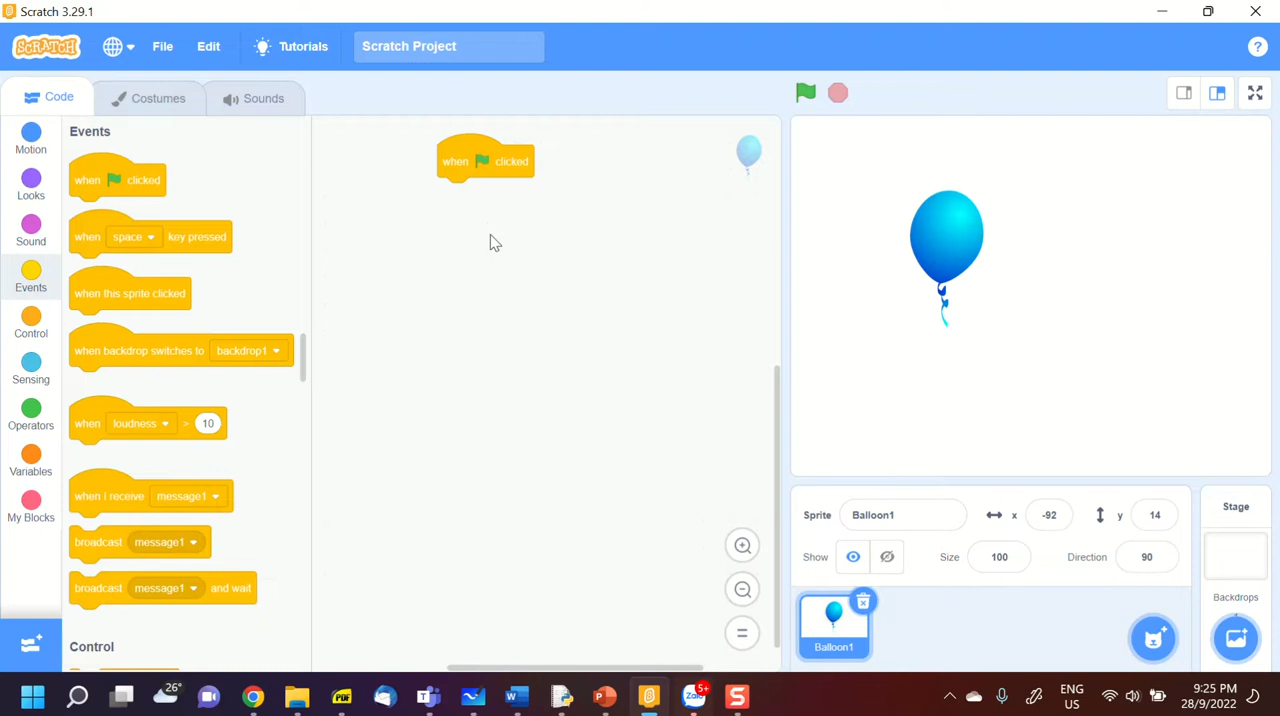 Scratch 3.29.1
SCRATCH File Edit Tutorials Scratch Project ?
Code Costumes Sounds
Motion
Looks
Sound
Events
Control
Sensing
Operators
Variables
My Blocks
Events
when clicked
when space key pressed
when this sprite clicked
when backdrop switches to backdrop1
when loudness > 10
when I receive message1
broadcast message1
broadcast message1 and wait
Control
when clicked
Sprite Balloon1 x -92 y 14
Show Size 100 Direction 90
Balloon1
Stage
Backdrops
26°
PDF
Zalo
5+
S
ENG
US
9:25 PM
28/9/2022